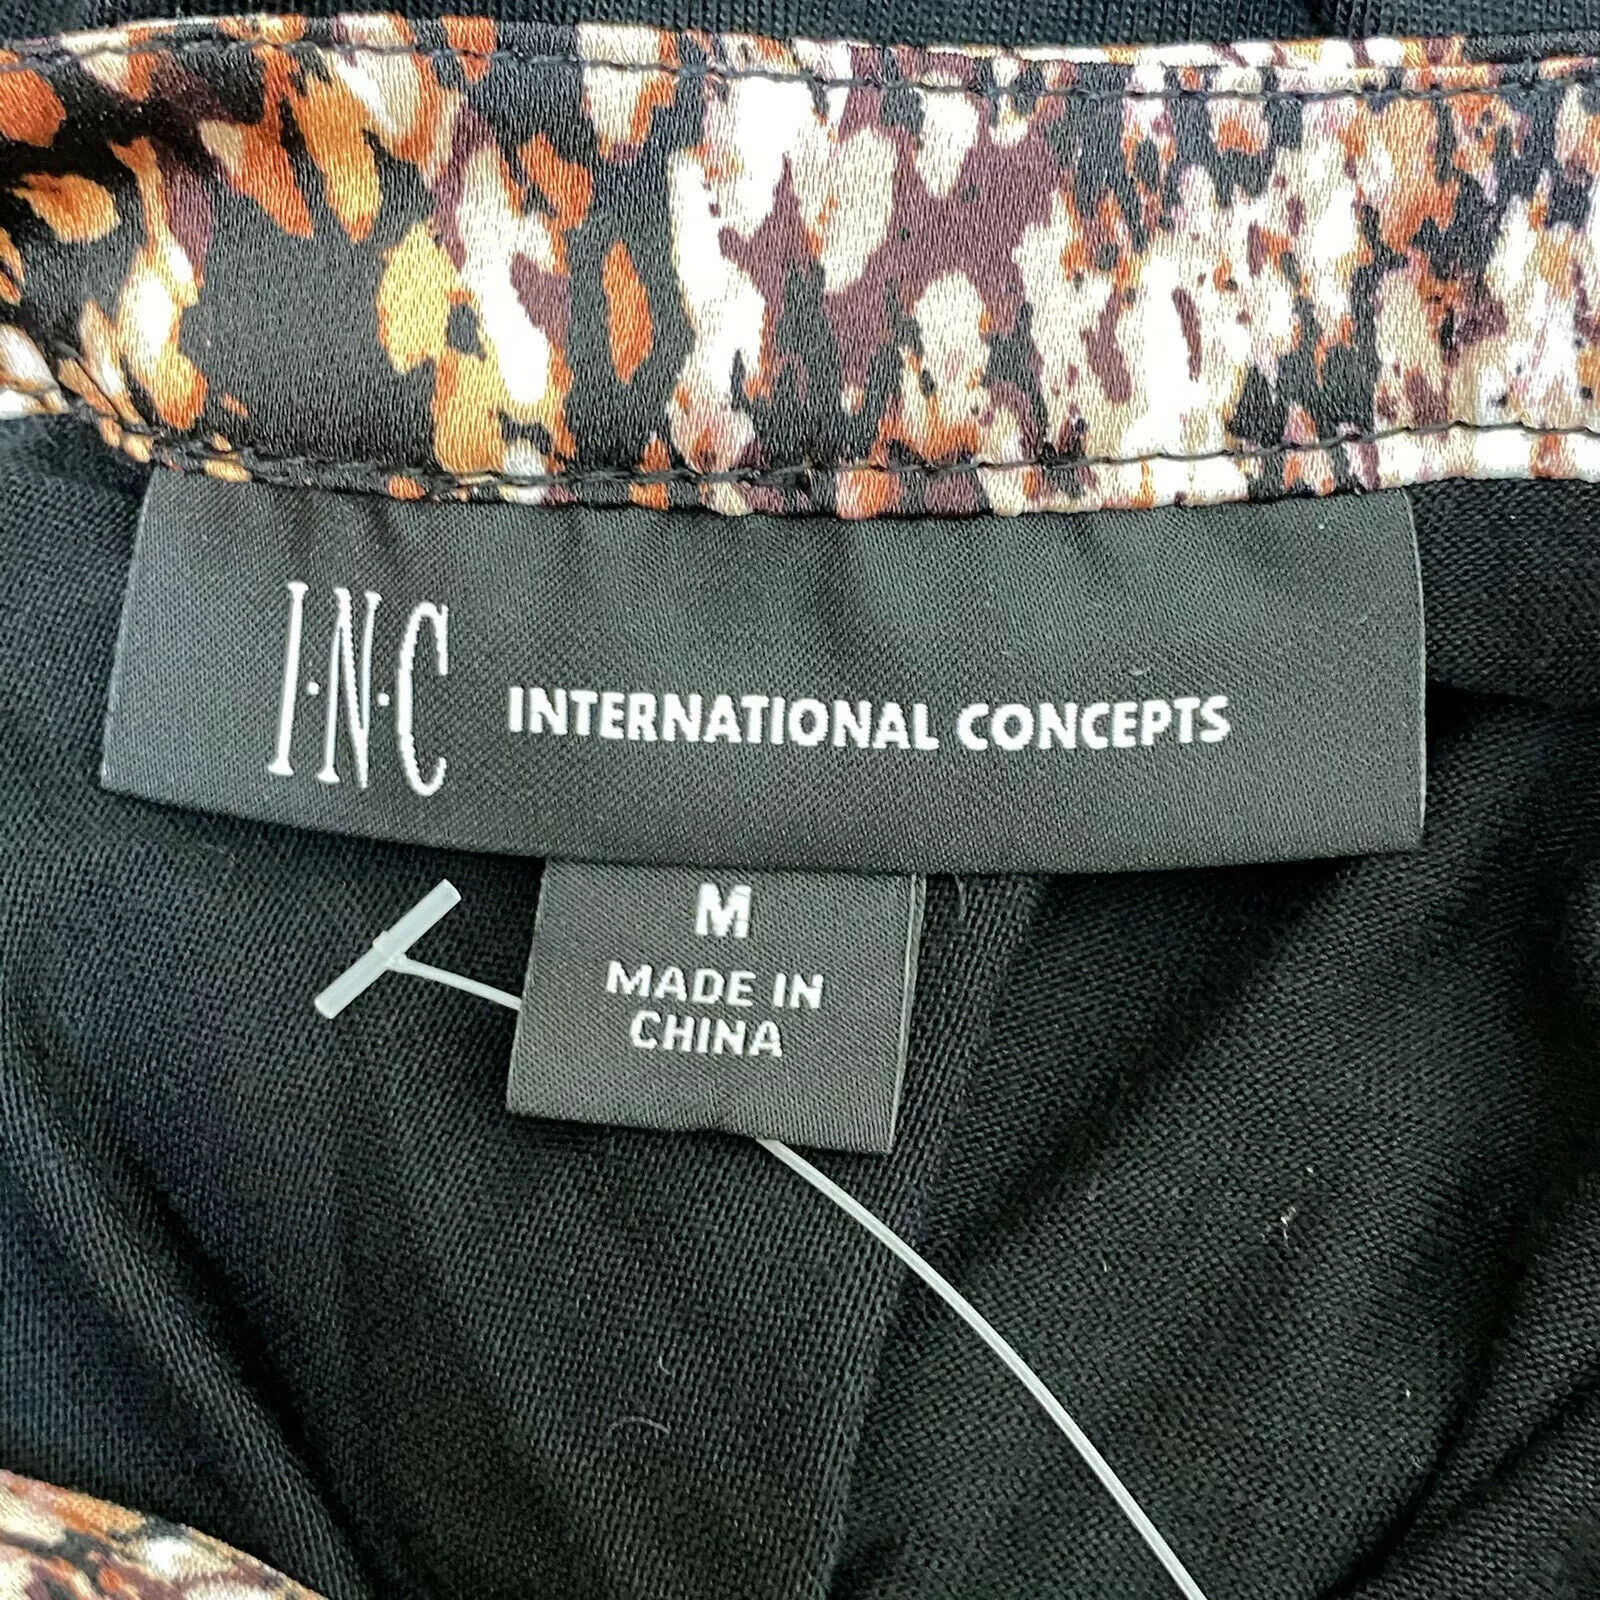 I·N·C INTERNATIONAL CONCEPTS
M
MADE IN
CHINA